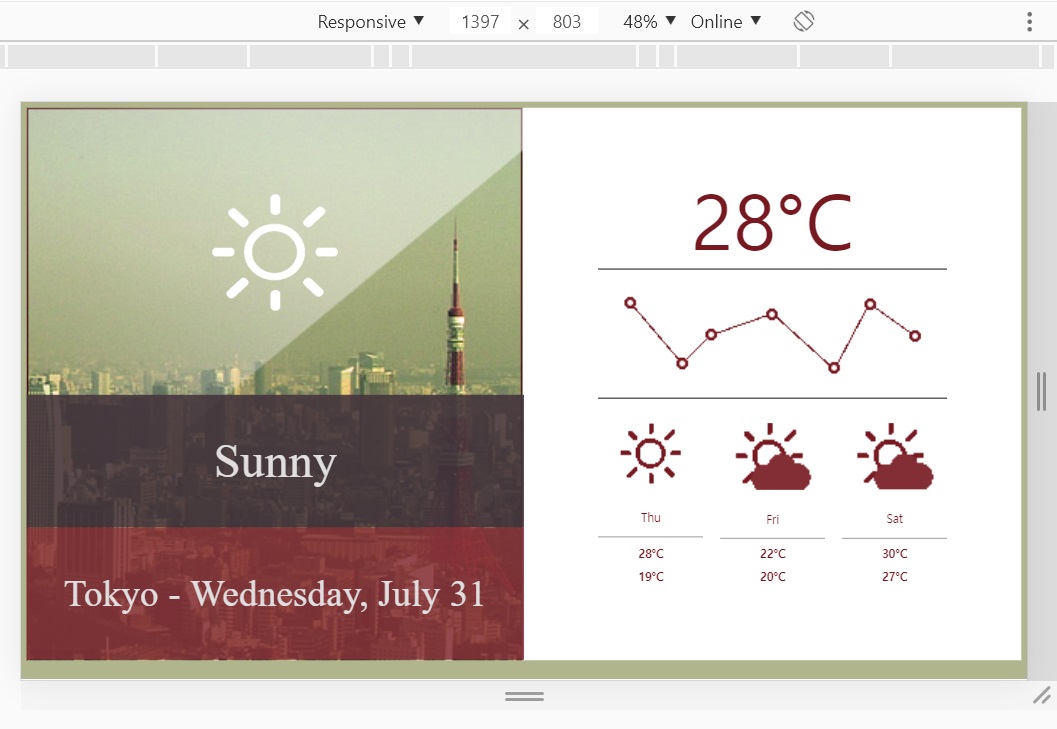 Responsive ▼ 1397 × 803 48% ▼ Online ▼
28°C
Sunny
Tokyo - Wednesday, July 31
Thu Fri Sat
28°C 22°C 30°C
19°C 20°C 27°C